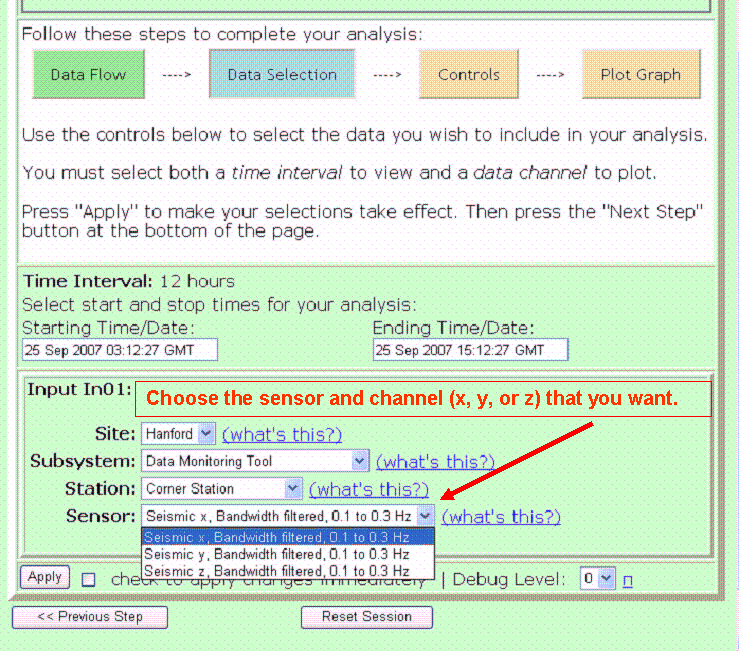 Follow these steps to complete your analysis:
Data Flow ----> Data Selection ----> Controls ----> Plot Graph
Use the controls below to select the data you wish to include in your analysis.
You must select both a time interval to view and a data channel to plot.
Press "Apply" to make your selections take effect. Then press the "Next Step"
button at the bottom of the page.
Time Interval: 12 hours
Select start and stop times for your analysis:
Starting Time/Date: Ending Time/Date:
25 Sep 2007 03:12:27 GMT 25 Sep 2007 15:12:27 GMT
Input In01:
Choose the sensor and channel (x, y, or z) that you want.
Site: Hanford (what's this?)
Subsystem: Data Monitoring Tool (what's this?)
Station: Corner Station (what's this?)
Sensor: Seismic x, Bandwidth filtered, 0.1 to 0.3 Hz (what's this?)
Seismic x, Bandwidth filtered, 0.1 to 0.3 Hz
Seismic y, Bandwidth filtered, 0.1 to 0.3 Hz
Seismic z, Bandwidth filtered, 0.1 to 0.3 Hz
Apply check to apply changes immediately | Debug Level: 0 n
<< Previous Step Reset Session